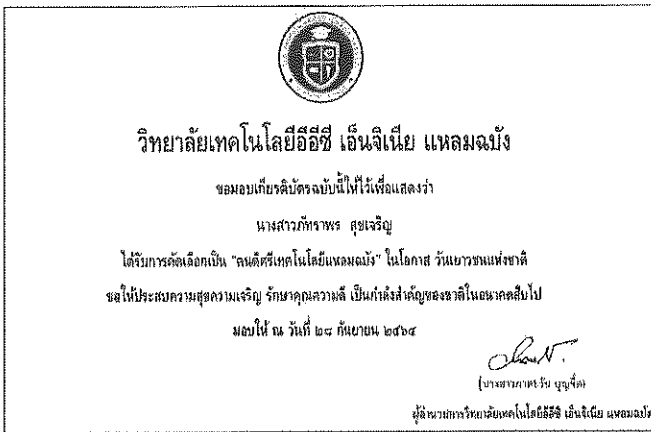 วิทยาลัยเทคโนโลยีอีอีซี เอ็นจิเนีย แหลมฉบัง
ขอมอบเกียรติบัตรฉบับนี้ให้ไว้เพื่อแสดงว่า
นางสาวภัทราพร สุขเจริญ
ได้รับการคัดเลือกเป็น "คนดีศรีเทคโนโลยีแหลมฉบัง" ในโอกาส วันเยาวชนแห่งชาติ
ขอให้ประสบความสุขความเจริญ รักษาคุณความดี เป็นกำลังสำคัญของชาติในอนาคตสืบไป
มอบให้ ณ วันที่ ๒๘ กันยายน ๒๕๖๔
ผู้อำนวยการวิทยาลัยเทคโนโลยีอีอีซี เอ็นจิเนีย แหลมฉบัง